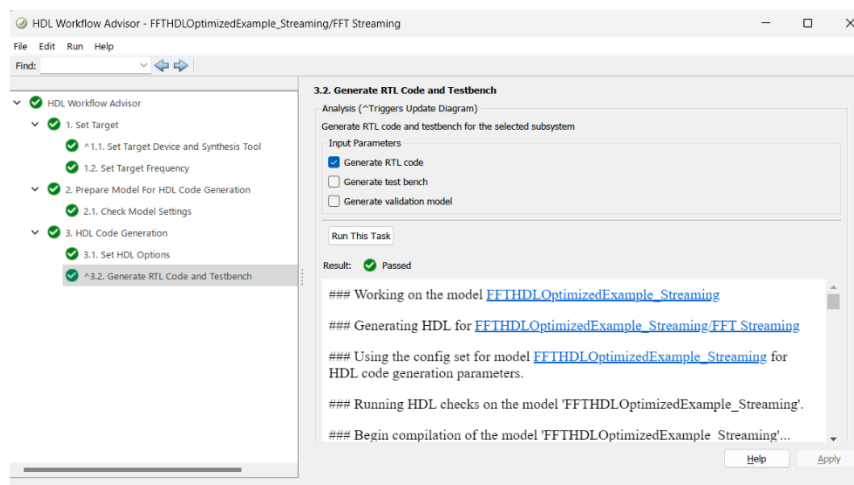 HDL Workflow Advisor - FFTHDLOptimizedExample_Streaming/FFT Streaming
File Edit Run Help
Find:
HDL Workflow Advisor
1. Set Target
^1.1. Set Target Device and Synthesis Tool
1.2. Set Target Frequency
2. Prepare Model For HDL Code Generation
2.1. Check Model Settings
3. HDL Code Generation
3.1. Set HDL Options
^3.2. Generate RTL Code and Testbench
3.2. Generate RTL Code and Testbench
Analysis (^Triggers Update Diagram)
Generate RTL code and testbench for the selected subsystem
Input Parameters
Generate RTL code
Generate test bench
Generate validation model
Run This Task
Result: Passed
### Working on the model FFTHDLOptimizedExample_Streaming
### Generating HDL for FFTHDLOptimizedExample_Streaming/FFT Streaming
### Using the config set for model FFTHDLOptimizedExample_Streaming for
HDL code generation parameters.
### Running HDL checks on the model 'FFTHDLOptimizedExample_Streaming'.
### Begin compilation of the model 'FFTHDLOptimizedExample_Streaming'...
Help Apply